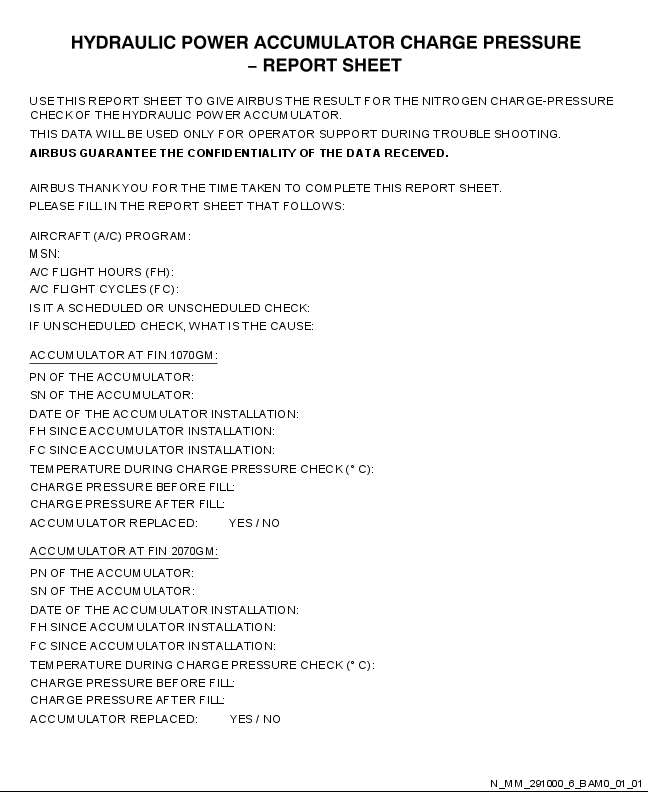 HYDRAULIC POWER ACCUMULATOR CHARGE PRESSURE
– REPORT SHEET
USE THIS REPORT SHEET TO GIVE AIRBUS THE RESULT FOR THE NITROGEN CHARGE-PRESSURE
CHECK OF THE HYDRAULIC POWER ACCUMULATOR.
THIS DATA WILL BE USED ONLY FOR OPERATOR SUPPORT DURING TROUBLE SHOOTING.
AIRBUS GUARANTEE THE CONFIDENTIALITY OF THE DATA RECEIVED.
AIRBUS THANK YOU FOR THE TIME TAKEN TO COMPLETE THIS REPORT SHEET.
PLEASE FILL IN THE REPORT SHEET THAT FOLLOWS:
AIRCRAFT (A/C) PROGRAM:
MSN:
A/C FLIGHT HOURS (FH):
A/C FLIGHT CYCLES (FC):
IS IT A SCHEDULED OR UNSCHEDULED CHECK:
IF UNSCHEDULED CHECK, WHAT IS THE CAUSE:
ACCUMULATOR AT FIN 1070GM:
PN OF THE ACCUMULATOR:
SN OF THE ACCUMULATOR:
DATE OF THE ACCUMULATOR INSTALLATION:
FH SINCE ACCUMULATOR INSTALLATION:
FC SINCE ACCUMULATOR INSTALLATION:
TEMPERATURE DURING CHARGE PRESSURE CHECK (° C):
CHARGE PRESSURE BEFORE FILL:
CHARGE PRESSURE AFTER FILL:
ACCUMULATOR REPLACED: YES / NO
ACCUMULATOR AT FIN 2070GM:
PN OF THE ACCUMULATOR:
SN OF THE ACCUMULATOR:
DATE OF THE ACCUMULATOR INSTALLATION:
FH SINCE ACCUMULATOR INSTALLATION:
FC SINCE ACCUMULATOR INSTALLATION:
TEMPERATURE DURING CHARGE PRESSURE CHECK (° C):
CHARGE PRESSURE BEFORE FILL:
CHARGE PRESSURE AFTER FILL:
ACCUMULATOR REPLACED: YES / NO
N_MM_291000_6_BAM0_01_01